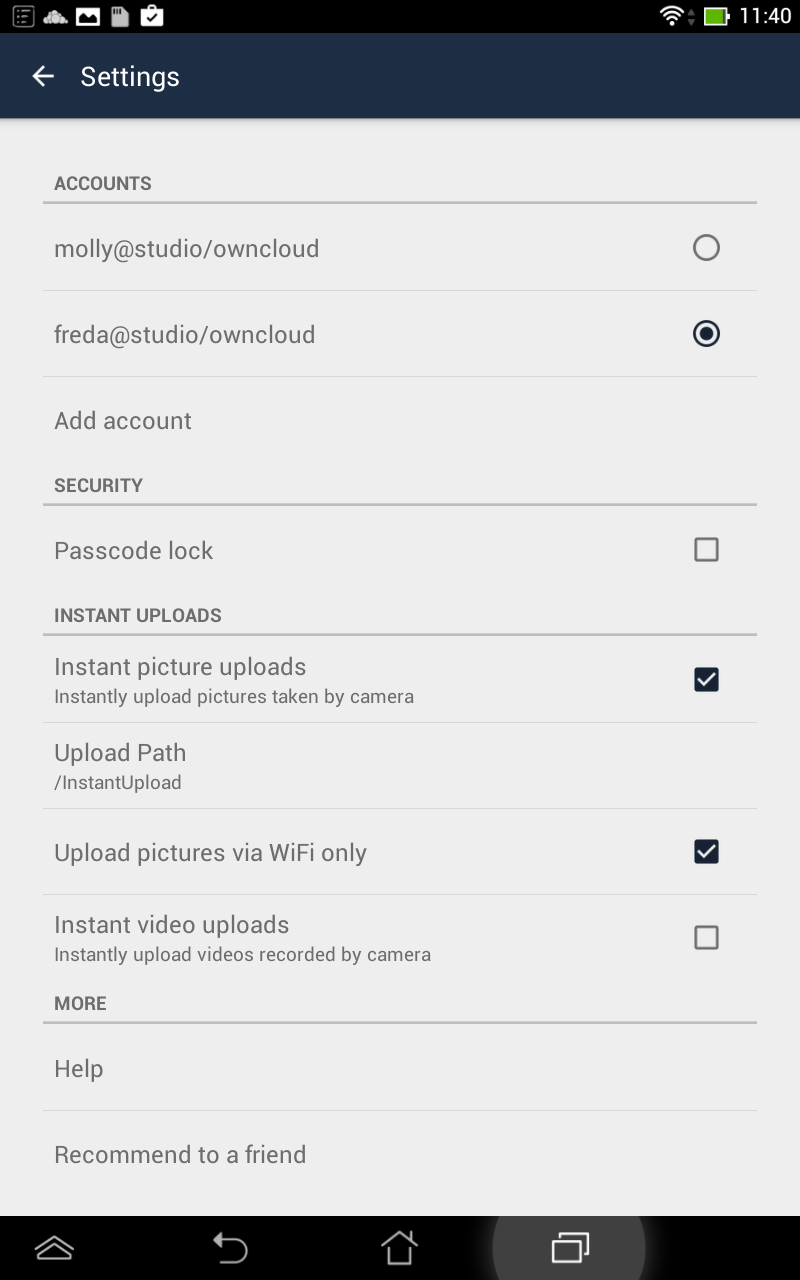 11:40
Settings
ACCOUNTS
molly@studio/owncloud
freda@studio/owncloud
Add account
SECURITY
Passcode lock
INSTANT UPLOADS
Instant picture uploads
Instantly upload pictures taken by camera
Upload Path
/InstantUpload
Upload pictures via WiFi only
Instant video uploads
Instantly upload videos recorded by camera
MORE
Help
Recommend to a friend